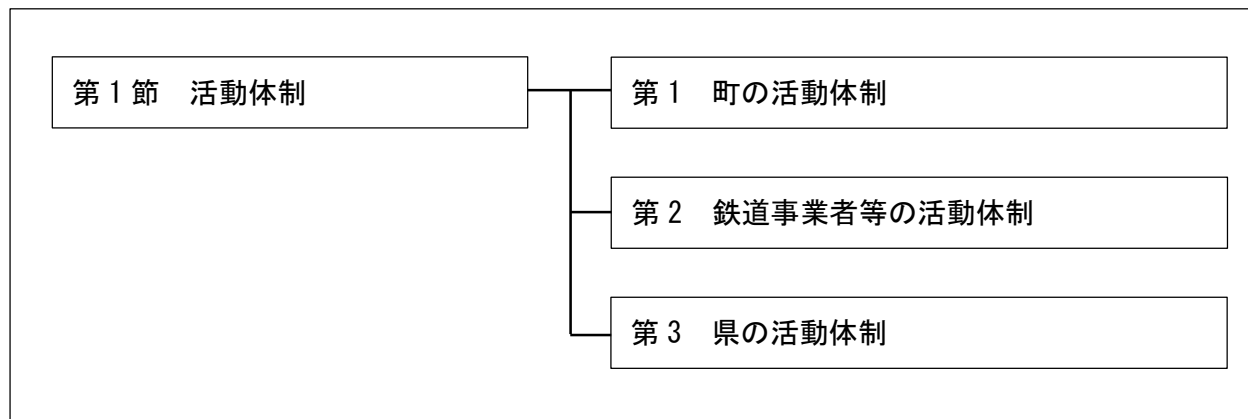 第1節　活動体制
第1　町の活動体制
第2　鉄道事業者等の活動体制
第3　県の活動体制